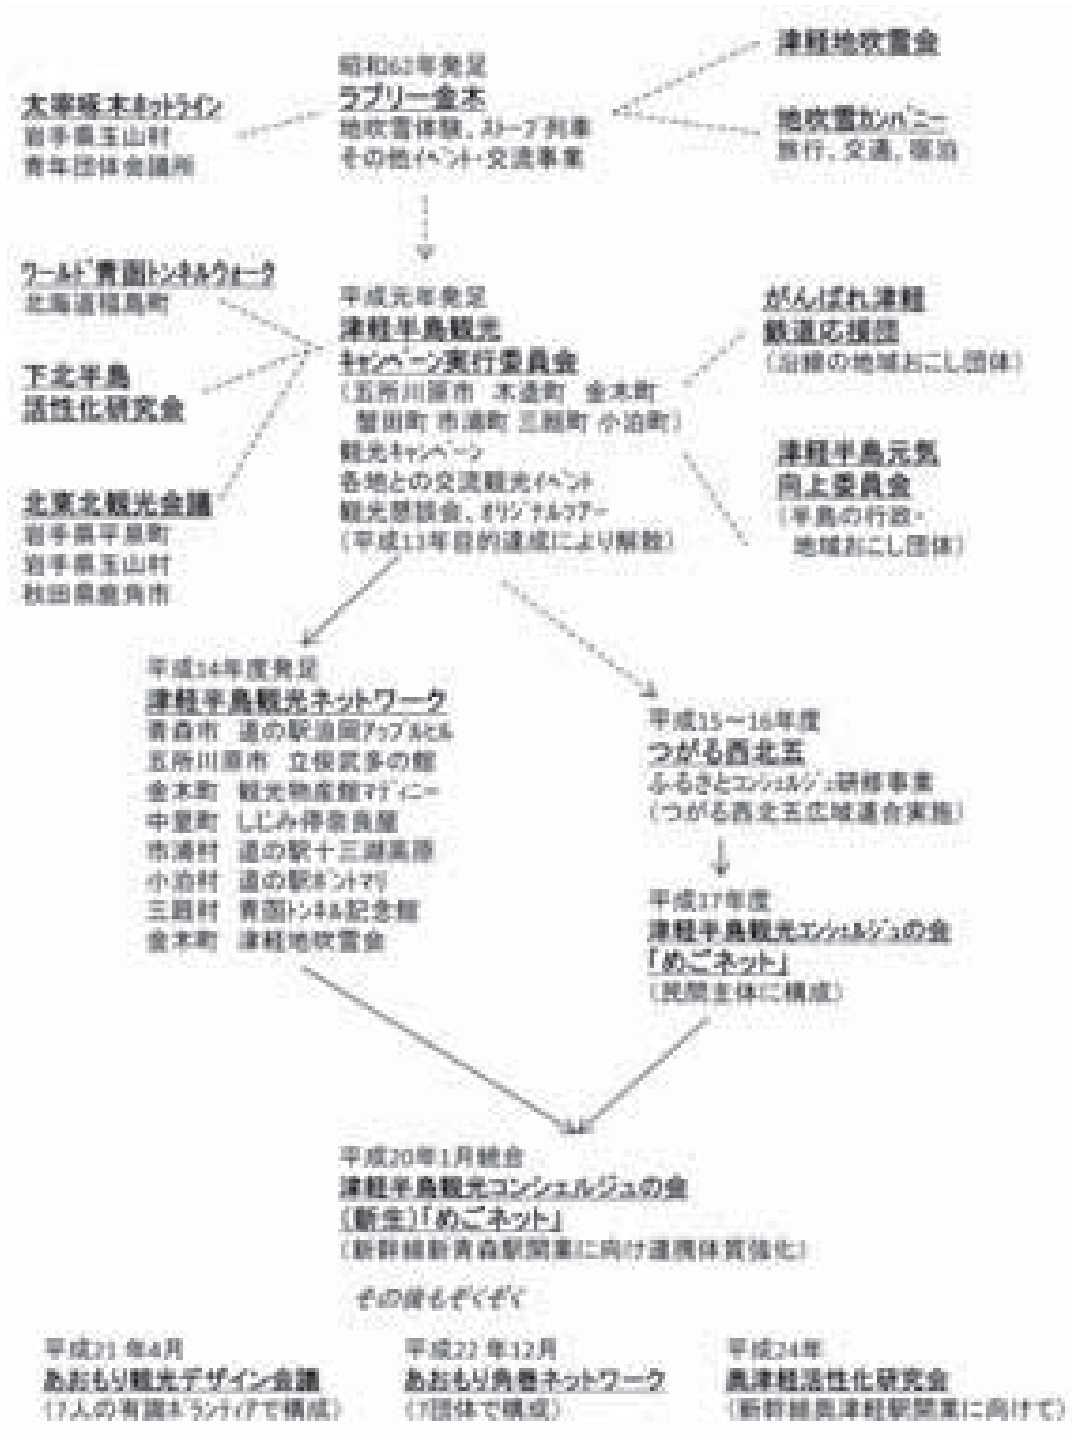 昭和62年発足
ラブリー金木
地吹雪体験、ストーブ列車
その他イベント・交流事業
太宰啄木ホットライン
岩手県玉山村
青年団体会議所
津軽地吹雪会
地吹雪カンパニー
旅行、交通、宿泊
ワールド青函トンネルウォーク
北海道福島町
下北半島
活性化研究会
北東北観光会議
岩手県平泉町
岩手県玉山村
秋田県鹿角市
平成元年発足
津軽半島観光
キャンペーン実行委員会
(五所川原市 木造町 金木町
蟹田町 市浦町 三厩町 小泊町)
観光キャンペーン
各地との交流観光イベント
観光懇談会、オリジナルツアー
(平成13年目的達成により解散)
がんばれ津軽
鉄道応援団
(沿線の地域おこし団体)
津軽半島元気
向上委員会
(半島の行政・
地域おこし団体)
平成14年度発足
津軽半島観光ネットワーク
青森市 道の駅浪岡アップルヒル
五所川原市 立佞武多の館
金木町 観光物産館マディニー
中里町 しじみ亭奈良屋
市浦村 道の駅十三湖高原
小泊村 道の駅ポントマリ
三厩村 青函トンネル記念館
金木町 津軽地吹雪会
平成15~16年度
つがる西北五
ふるさとコンシェルジュ研修事業
(つがる西北五広域連合実施)
平成17年度
津軽半島観光コンシェルジュの会
「めごネット」
(民間主体に構成)
平成20年1月統合
津軽半島観光コンシェルジュの会
(新生)「めごネット」
(新幹線新青森駅開業に向け連携体質強化)
その後もぞくぞく
平成21年4月
あおもり観光デザイン会議
(7人の有識ボランティアで構成)
平成22年12月
あおもり角巻ネットワーク
(7団体で構成)
平成24年
奥津軽活性化研究会
(新幹線奥津軽駅開業に向けて)